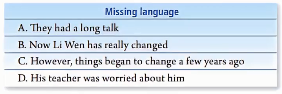 Missing language
A. They had a long talk
B. Now Li Wen has really changed
C. However, things began to change a few years ago
D. His teacher was worried about him